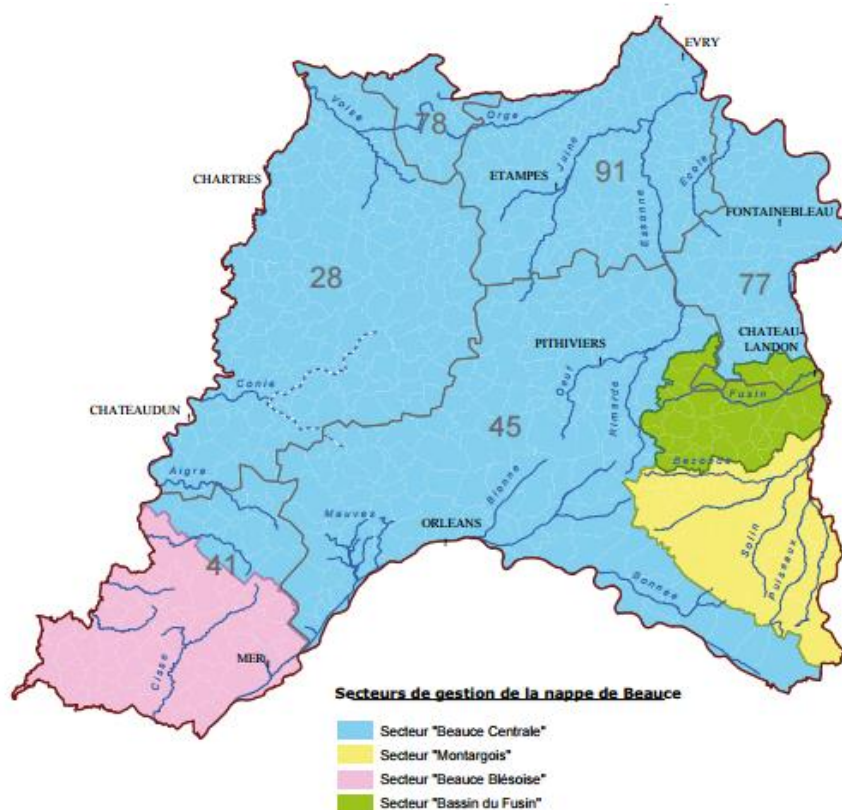 EVRY
Voise
78
Orge
CHARTRES
ETAMPES
Juine
91
Ecole
Essonne
FONTAINEBLEAU
28
77
CHATEAU-
LANDON
PITHIVIERS
Oeuf
Fusin
Conie
CHATEAUDUN
45
Rimarde
Bezonde
Aigre
Bionne
Mauves
ORLEANS
Solin
Puiseaux
41
Bonnee
MER
Cisse
Secteurs de gestion de la nappe de Beauce
Secteur "Beauce Centrale"
Secteur "Montargois"
Secteur "Beauce Blésoise"
Secteur "Bassin du Fusin"